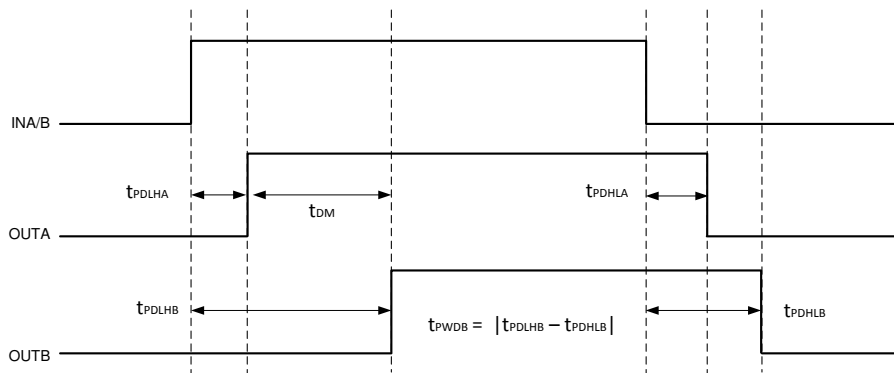 INA/B
tPDLHA
tDM
tPDHLA
OUTA
tPDLHB
tPWDB = |tPDLHB – tPDHLB|
tPDHLB
OUTB